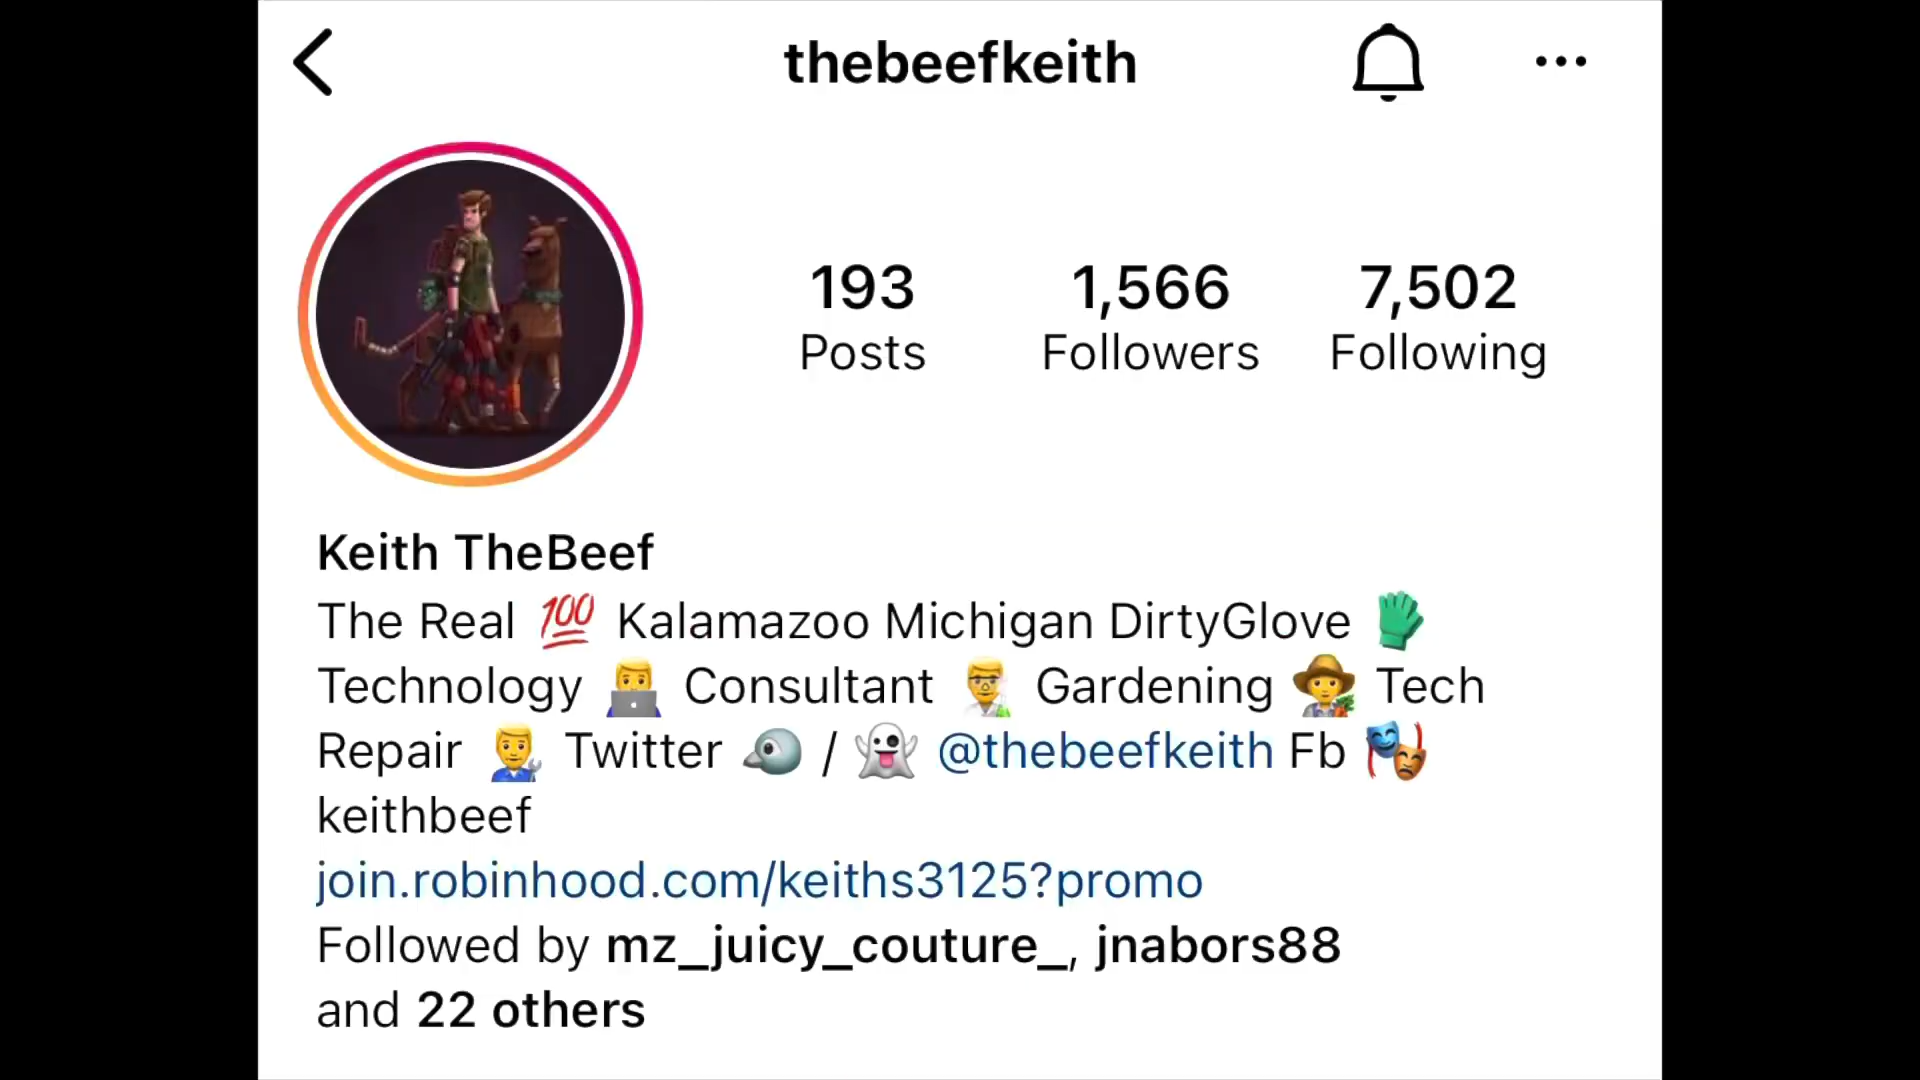 thebeefkeith
193 1,566 7,502
Posts Followers Following
Keith TheBeef
The Real 💯 Kalamazoo Michigan DirtyGlove 🧤
Technology 👨‍💻 Consultant 👨‍🔬 Gardening 👩‍🌾 Tech
Repair 👨‍🔧 Twitter 🐦 / 👻 @thebeefkeith Fb 🎭
keithbeef
join.robinhood.com/keiths3125?promo
Followed by mz_juicy_couture_, jnabors88
and 22 others